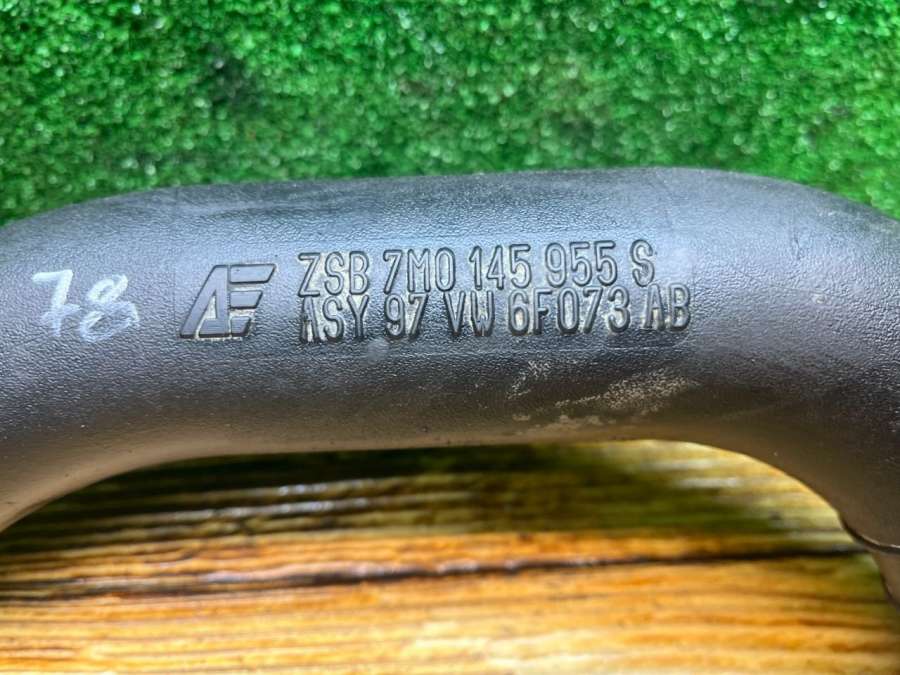 78
AE
ZSB 7M0 145 955 S
ASY 97 VW 6F073 AB